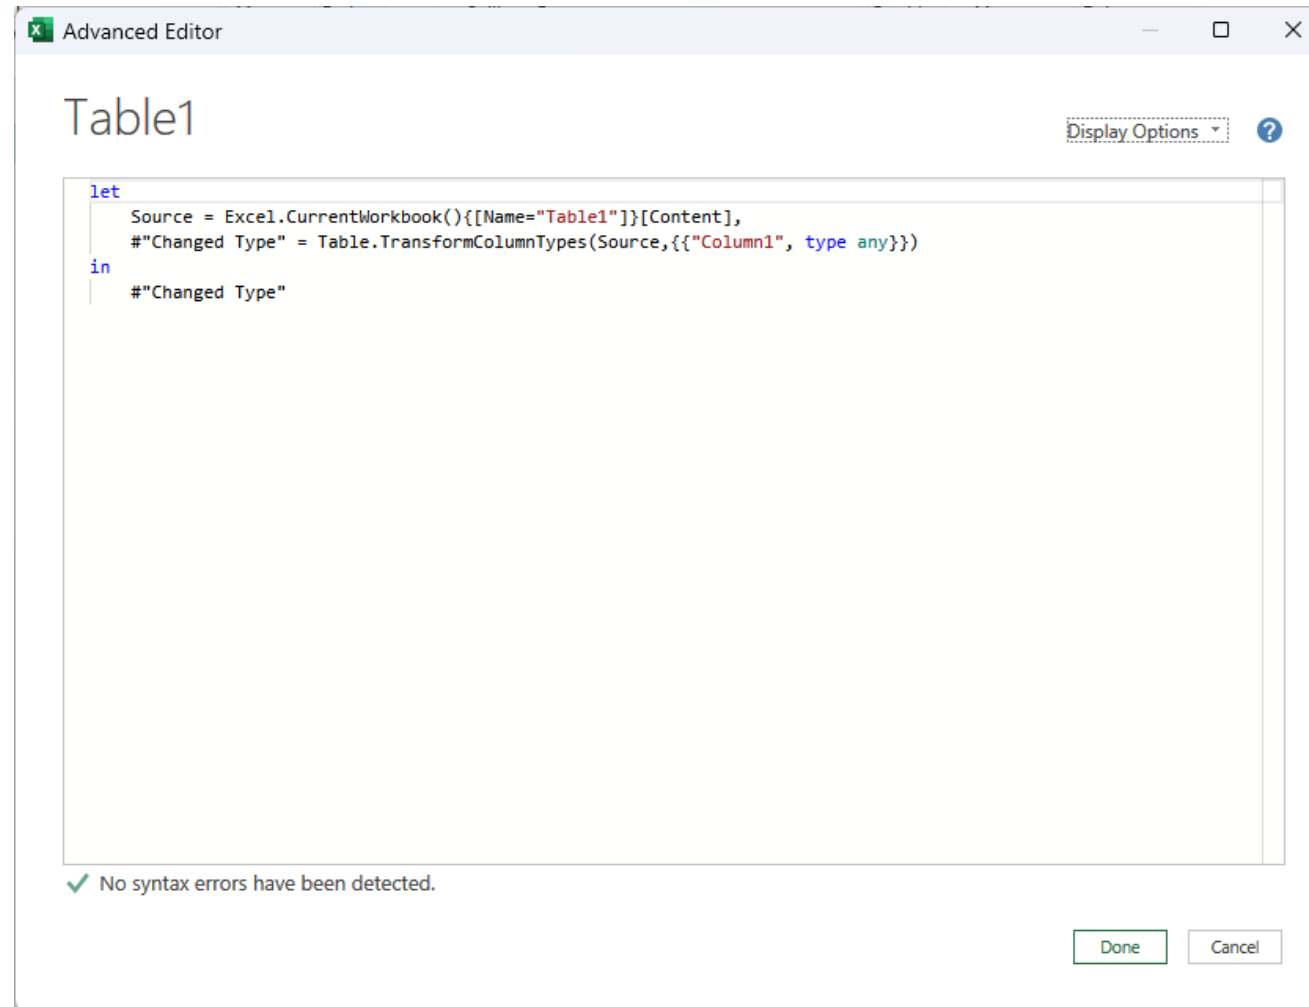 Advanced Editor
Table1
Display Options
?
let
    Source = Excel.CurrentWorkbook(){[Name="Table1"]}[Content],
    #"Changed Type" = Table.TransformColumnTypes(Source,{{"Column1", type any}})
in
    #"Changed Type"
No syntax errors have been detected.
Done
Cancel